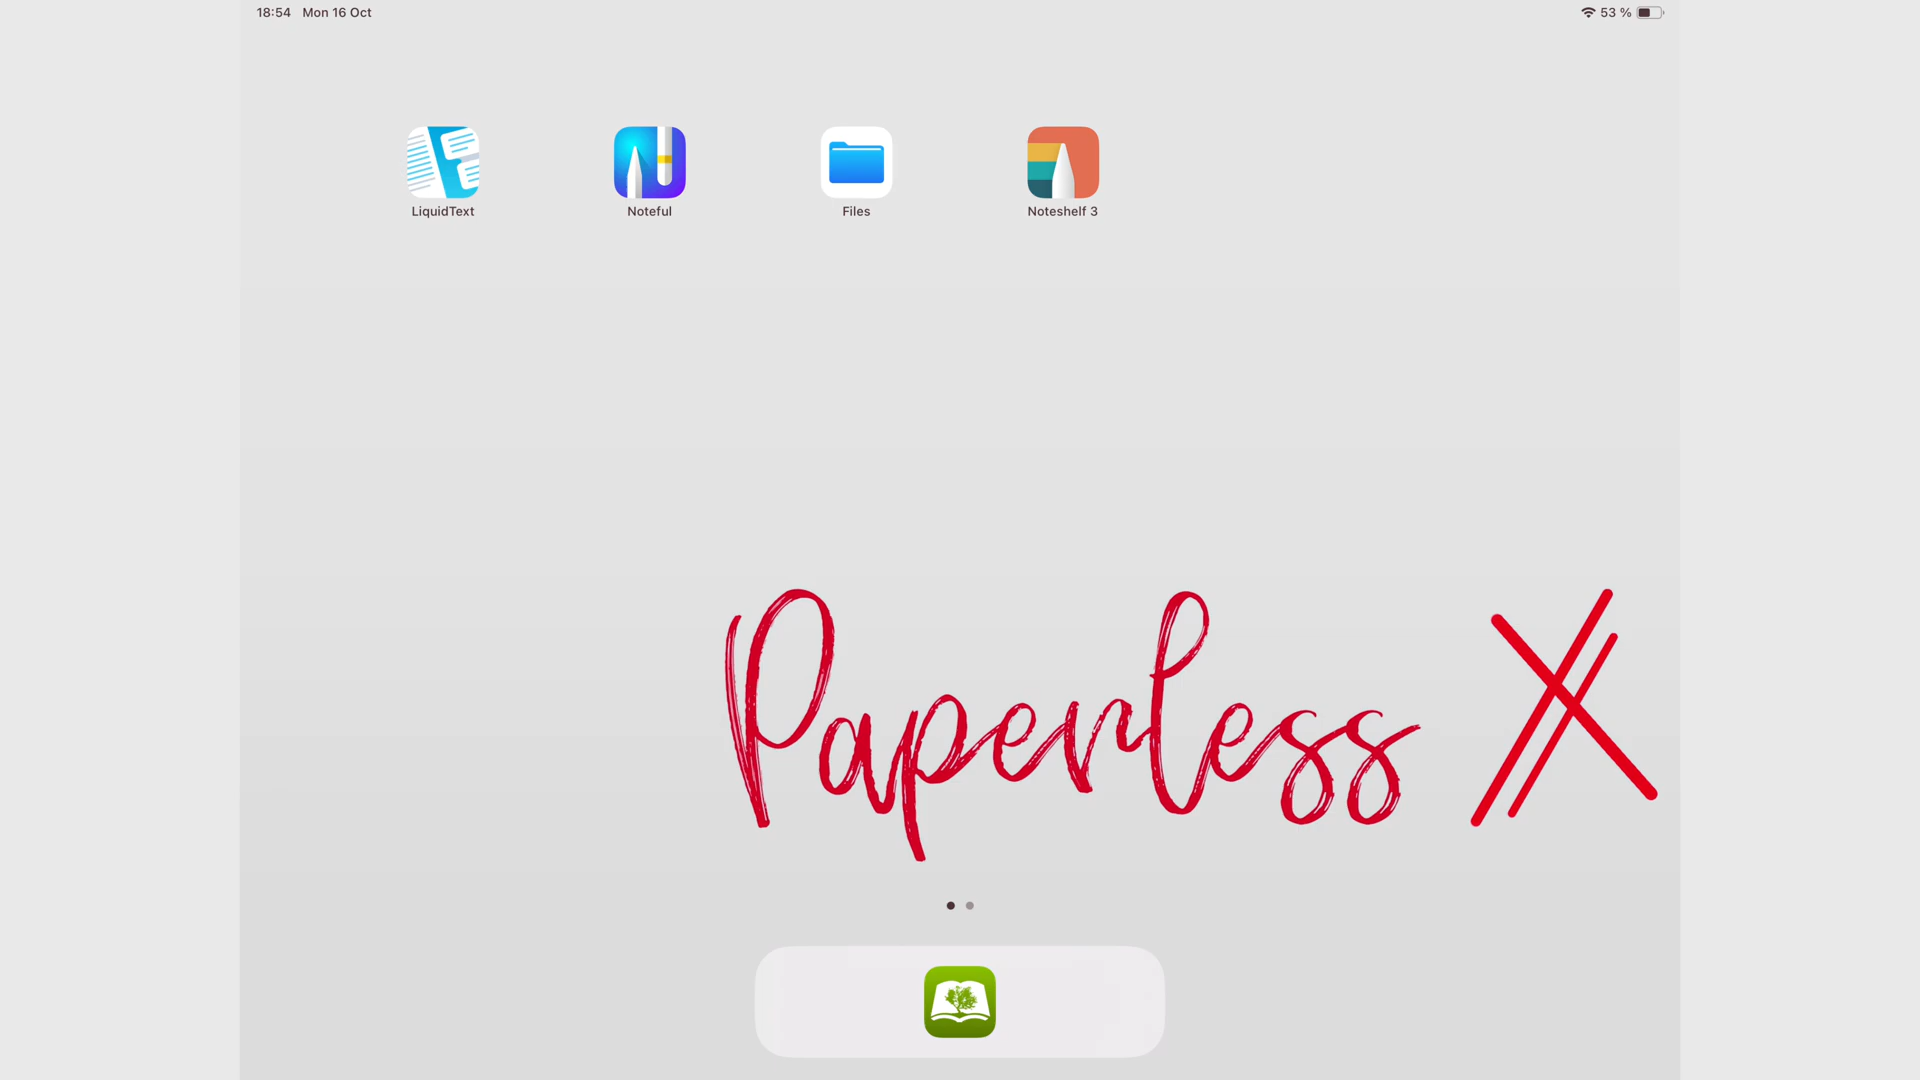 18:54 Mon 16 Oct 53 %
LiquidText Noteful Files Noteshelf 3
Paperless X